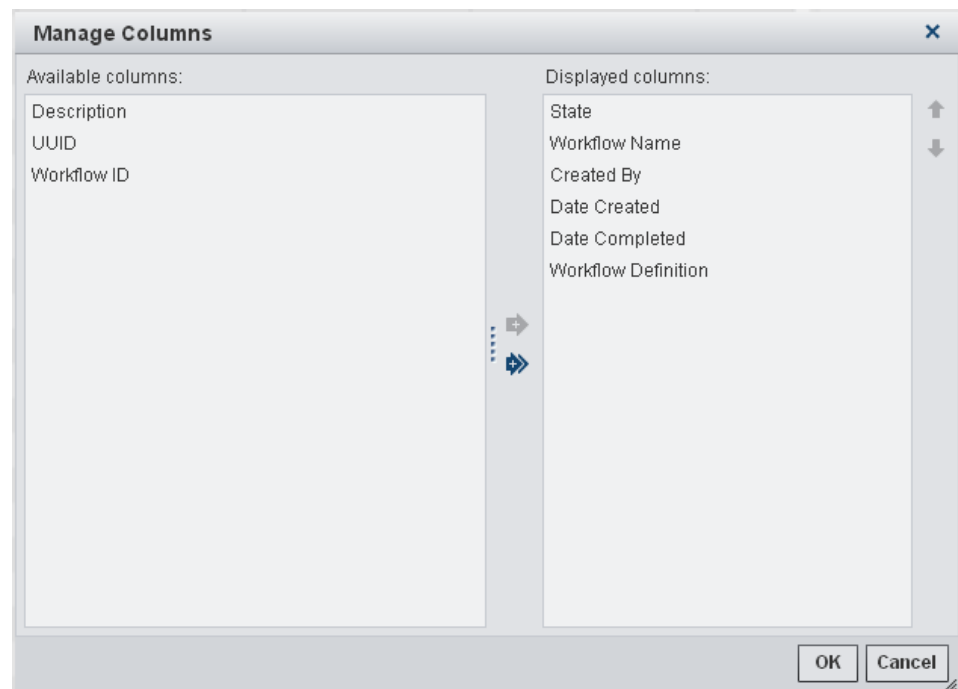 Manage Columns
Available columns:
Description
UUID
Workflow ID
Displayed columns:
State
Workflow Name
Created By
Date Created
Date Completed
Workflow Definition
OK
Cancel